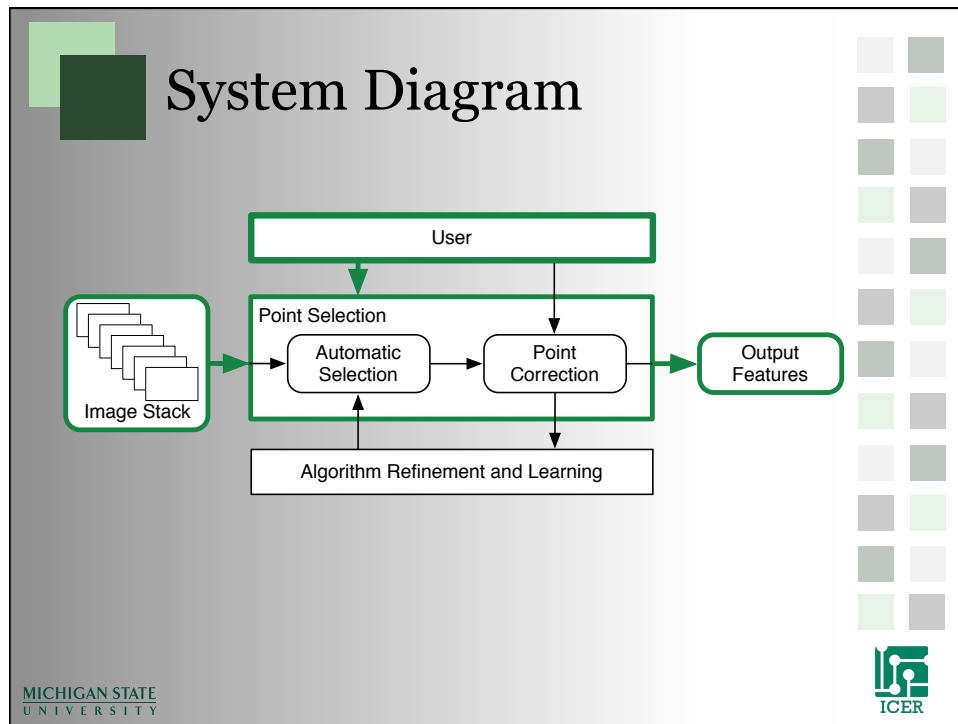 System Diagram
User
Point Selection
Automatic
Selection
Point
Correction
Output
Features
Image Stack
Algorithm Refinement and Learning
MICHIGAN STATE
UNIVERSITY
ICER